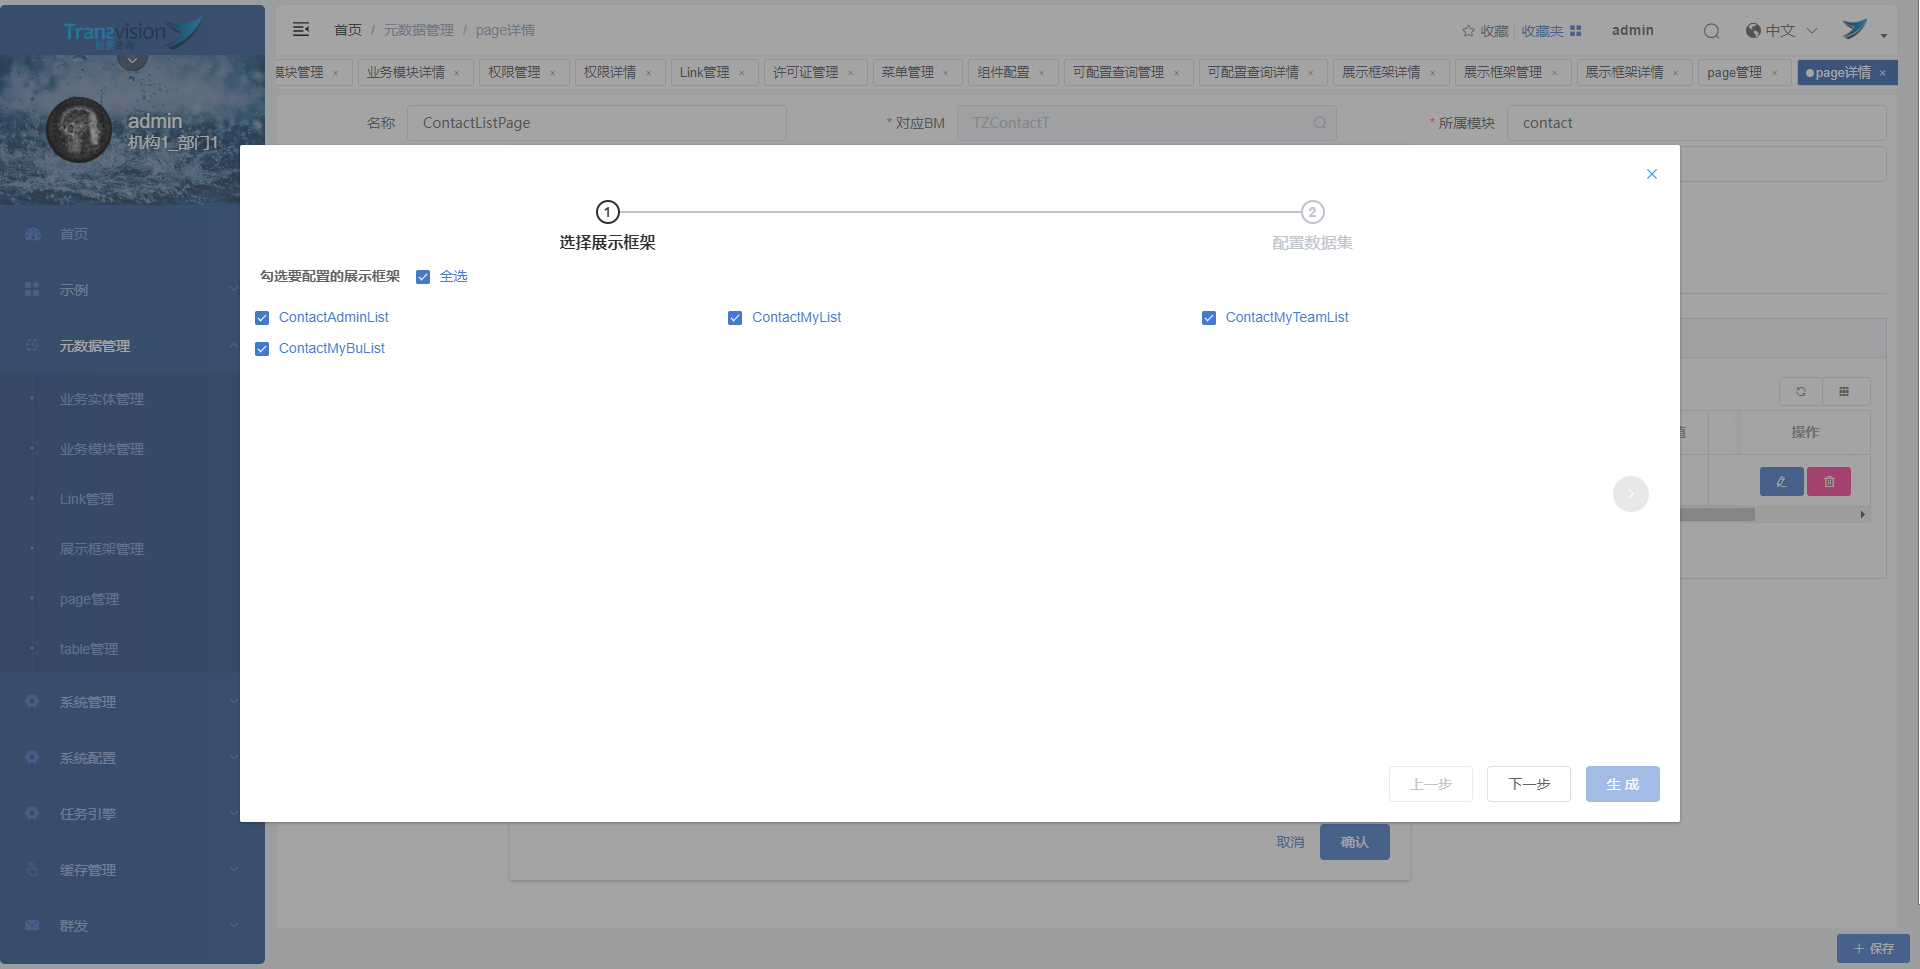 Tranzvision
创景咨询
首页 / 元数据管理 / page详情
收藏
收藏夹
admin
中文
模块管理 ×
业务模块详情 ×
权限管理 ×
权限详情 ×
Link管理 ×
许可证管理 ×
菜单管理 ×
组件配置 ×
可配置查询管理 ×
可配置查询详情 ×
展示框架详情 ×
展示框架管理 ×
展示框架详情 ×
page管理 ×
page详情 ×
admin
机构1_部门1
名称 ContactListPage
* 对应BM TZContactT
* 所属模块 contact
首页
示例
元数据管理
业务实体管理
业务模块管理
Link管理
展示框架管理
page管理
table管理
系统管理
系统配置
任务引擎
缓存管理
群发
1
2
选择展示框架
配置数据集
勾选要配置的展示框架 全选
ContactAdminList
ContactMyList
ContactMyTeamList
ContactMyBuList
值
操作
上一步
下一步
生 成
取消
确认
+ 保存